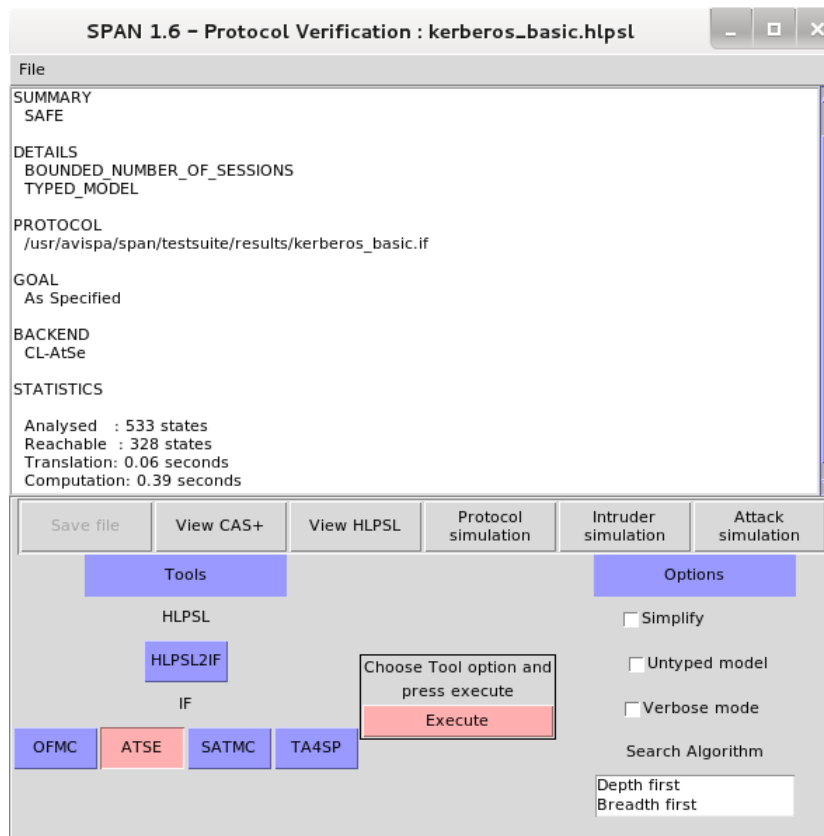 SPAN 1.6 - Protocol Verification : kerberos_basic.hlpsl
File
SUMMARY
SAFE
DETAILS
BOUNDED_NUMBER_OF_SESSIONS
TYPED_MODEL
PROTOCOL
/usr/avispa/span/testsuite/results/kerberos_basic.if
GOAL
As Specified
BACKEND
CL-AtSe
STATISTICS
Analysed : 533 states
Reachable : 328 states
Translation: 0.06 seconds
Computation: 0.39 seconds
Save file
View CAS+
View HLPSL
Protocol
simulation
Intruder
simulation
Attack
simulation
Tools
Options
HLPSL
Simplify
HLPSL2IF
Choose Tool option and
press execute
Untyped model
IF
Execute
Verbose mode
OFMC
ATSE
SATMC
TA4SP
Search Algorithm
Depth first
Breadth first